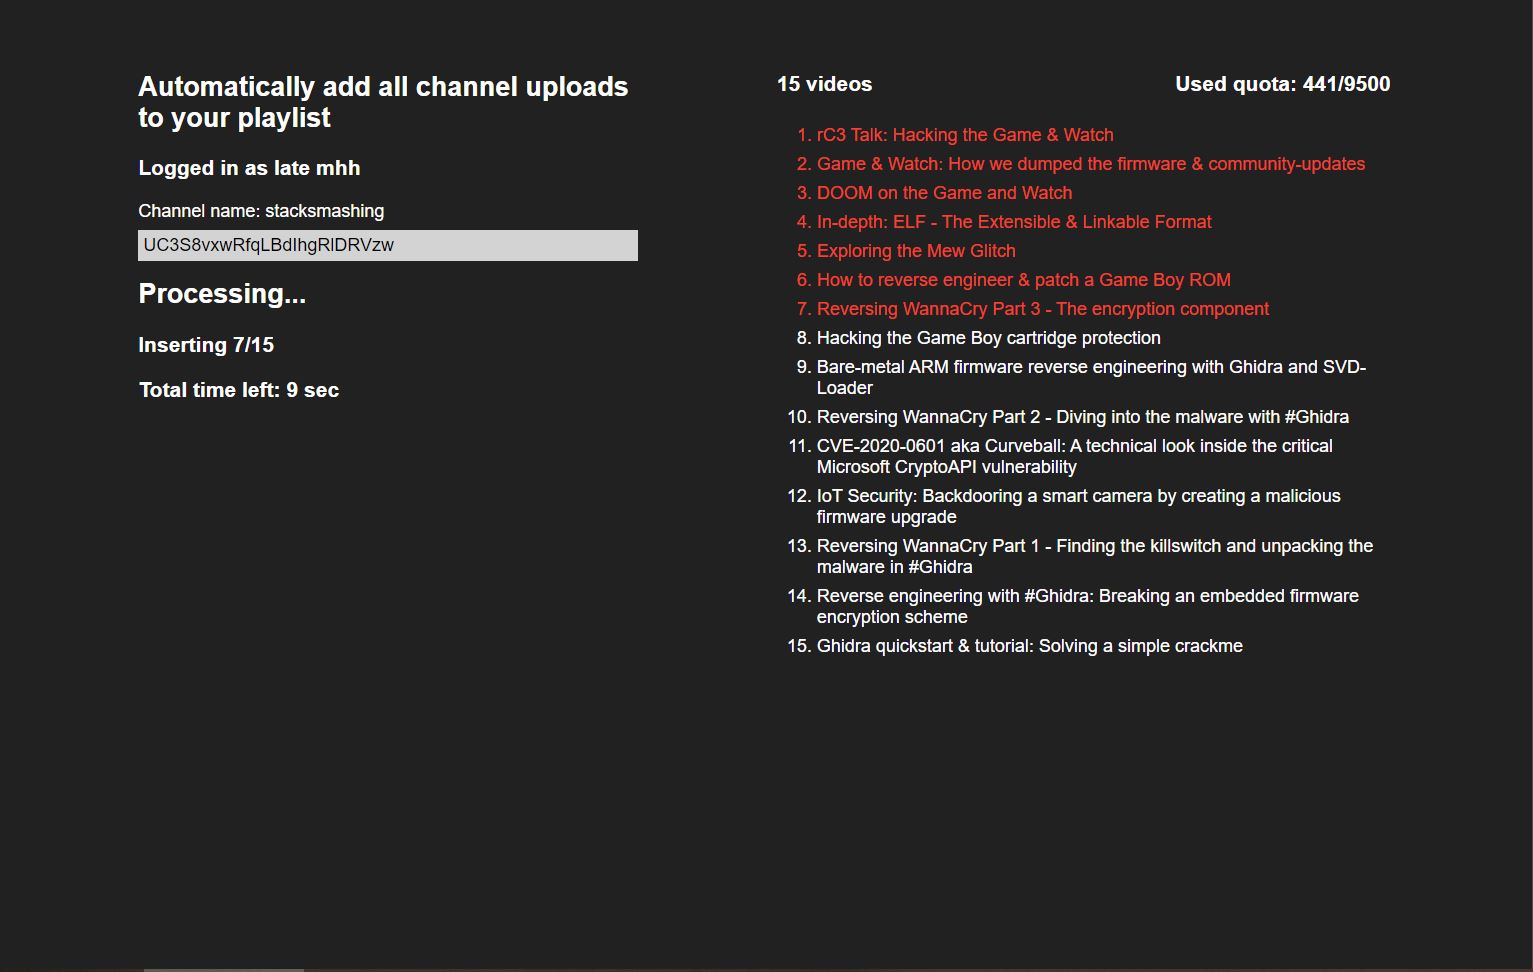 Automatically add all channel uploads
to your playlist
Logged in as late mhh
Channel name: stacksmashing
UC3S8vxwRfqLBdIhgRlDRVzw
Processing...
Inserting 7/15
Total time left: 9 sec
15 videos
Used quota: 441/9500
1. rC3 Talk: Hacking the Game & Watch
2. Game & Watch: How we dumped the firmware & community-updates
3. DOOM on the Game and Watch
4. In-depth: ELF - The Extensible & Linkable Format
5. Exploring the Mew Glitch
6. How to reverse engineer & patch a Game Boy ROM
7. Reversing WannaCry Part 3 - The encryption component
8. Hacking the Game Boy cartridge protection
9. Bare-metal ARM firmware reverse engineering with Ghidra and SVD-
Loader
10. Reversing WannaCry Part 2 - Diving into the malware with #Ghidra
11. CVE-2020-0601 aka Curveball: A technical look inside the critical
Microsoft CryptoAPI vulnerability
12. IoT Security: Backdooring a smart camera by creating a malicious
firmware upgrade
13. Reversing WannaCry Part 1 - Finding the killswitch and unpacking the
malware in #Ghidra
14. Reverse engineering with #Ghidra: Breaking an embedded firmware
encryption scheme
15. Ghidra quickstart & tutorial: Solving a simple crackme